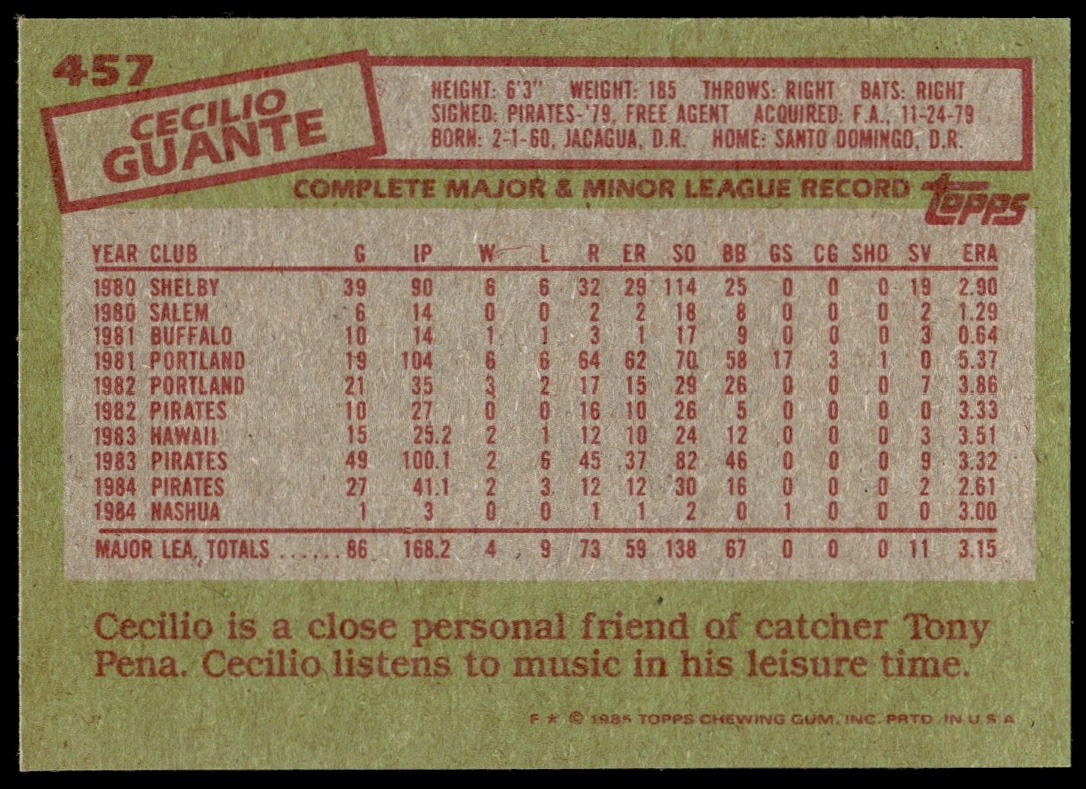 457
CECILIO
GUANTE
HEIGHT: 6'3" WEIGHT: 185 THROWS: RIGHT BATS: RIGHT
SIGNED: PIRATES-'79, FREE AGENT ACQUIRED: F.A., 11-24-79
BORN: 2-1-60, JACAGUA, D.R. HOME: SANTO DOMINGO, D.R.
COMPLETE MAJOR & MINOR LEAGUE RECORD topps
YEAR CLUB G IP W L R ER SO BB GS CG SHO SV ERA
1980 SHELBY 39 90 6 6 32 29 114 25 0 0 0 19 2.90
1980 SALEM 6 14 0 0 2 2 18 8 0 0 0 2 1.29
1981 BUFFALO 10 14 1 1 3 1 17 9 0 0 0 3 0.64
1981 PORTLAND 19 104 6 6 64 62 70 58 17 3 1 0 5.37
1982 PORTLAND 21 35 3 2 17 15 29 26 0 0 0 7 3.86
1982 PIRATES 10 27 0 0 16 10 26 5 0 0 0 0 3.33
1983 HAWAII 15 25.2 2 1 12 10 24 12 0 0 0 3 3.51
1983 PIRATES 49 100.1 2 6 45 37 82 46 0 0 0 9 3.32
1984 PIRATES 27 41.1 2 3 12 12 30 16 0 0 0 2 2.61
1984 NASHUA 1 3 0 0 1 1 2 0 1 0 0 0 3.00
MAJOR LEA. TOTALS ...... 86 168.2 4 9 73 59 138 67 0 0 0 11 3.15
Cecilio is a close personal friend of catcher Tony
Pena. Cecilio listens to music in his leisure time.
F ★ © 1985 TOPPS CHEWING GUM, INC. PRTD. IN U.S.A.